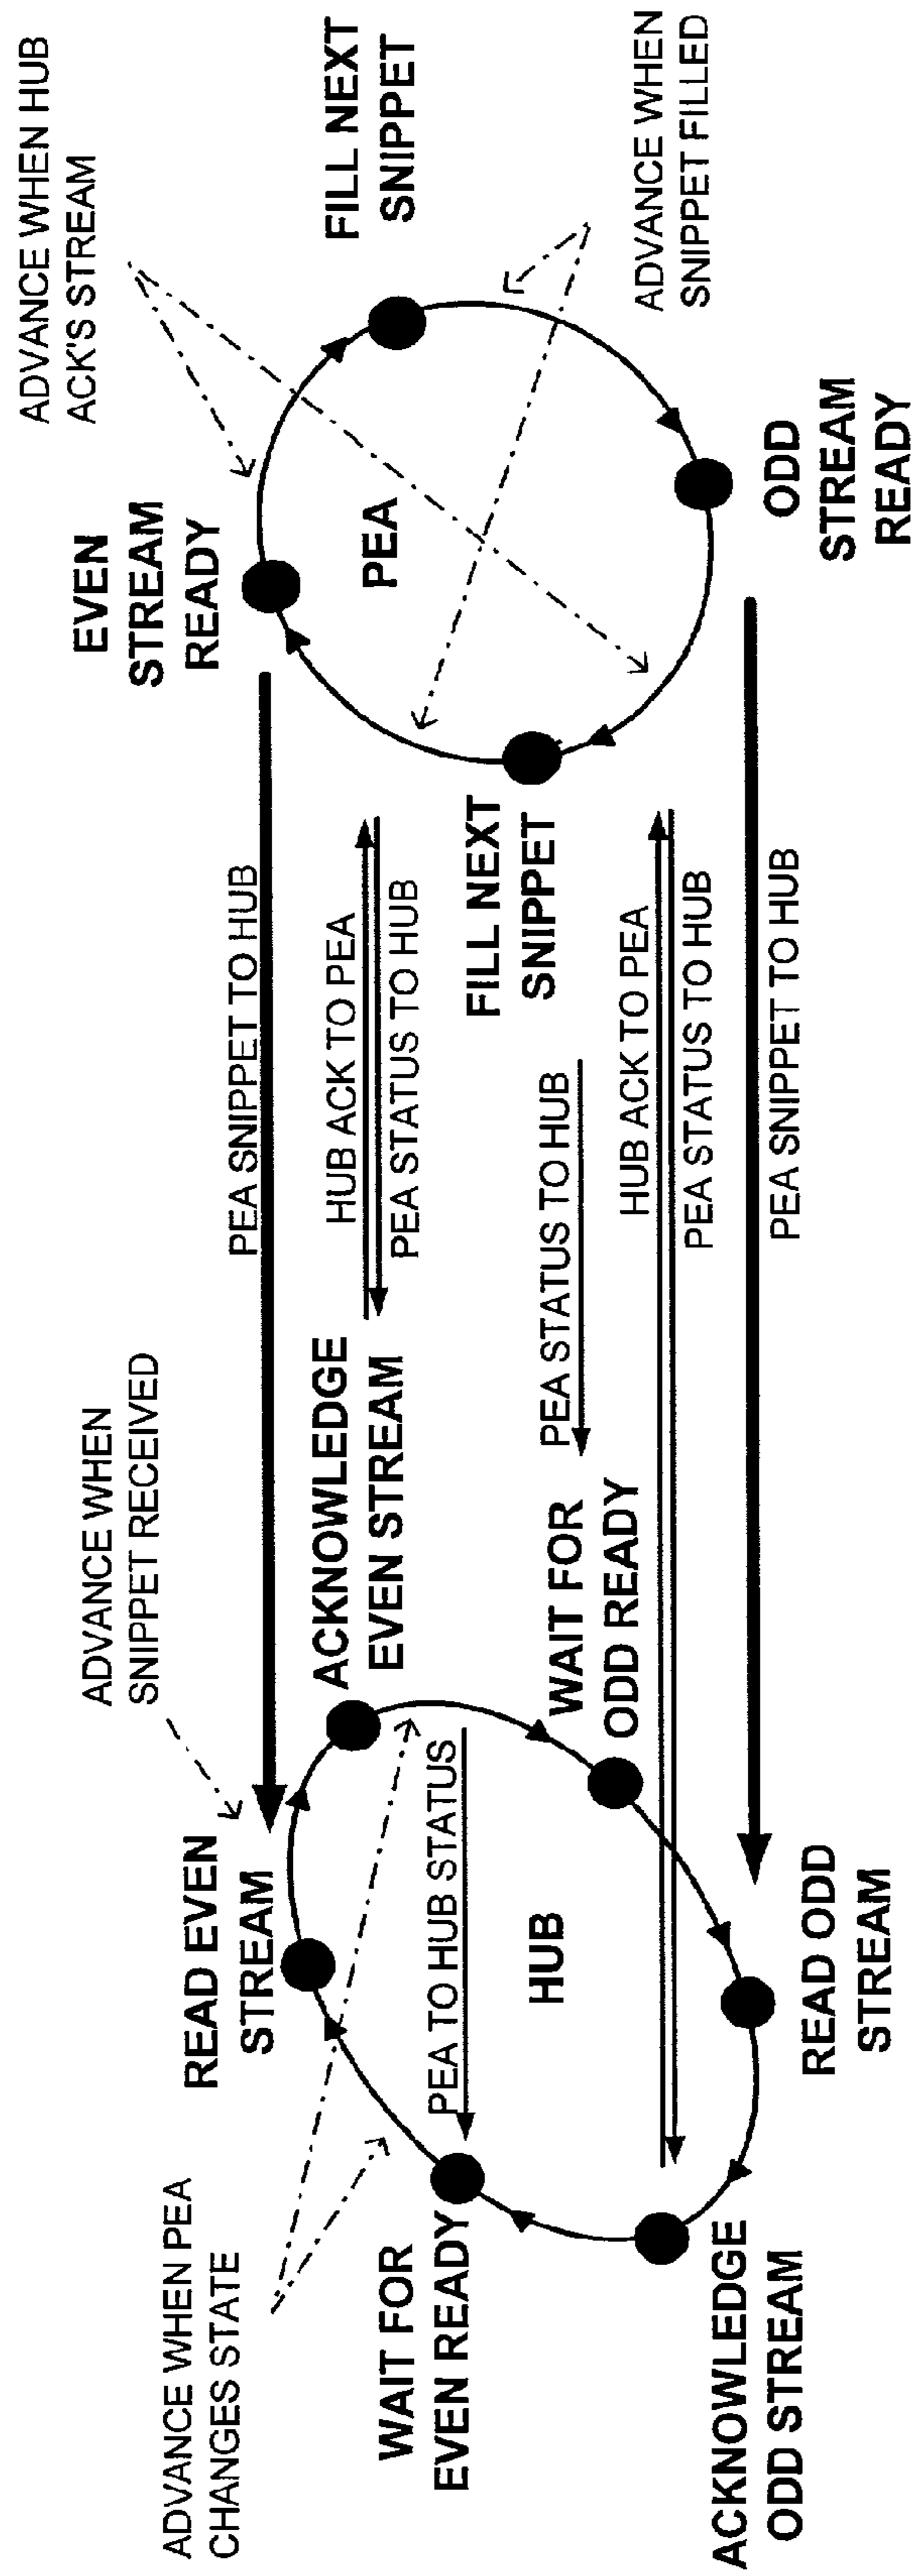 ADVANCE WHEN PEA
CHANGES STATE
WAIT FOR
EVEN READY
ACKNOWLEDGE
ODD STREAM
READ EVEN
STREAM
PEA TO HUB STATUS
HUB
READ ODD
STREAM
ADVANCE WHEN
SNIPPET RECEIVED
ACKNOWLEDGE
EVEN STREAM
WAIT FOR
ODD READY
PEA SNIPPET TO HUB
HUB ACK TO PEA
PEA STATUS TO HUB
PEA STATUS TO HUB
HUB ACK TO PEA
PEA STATUS TO HUB
PEA SNIPPET TO HUB
FILL NEXT
SNIPPET
EVEN
STREAM
READY
PEA
ODD
STREAM
READY
ADVANCE WHEN HUB
ACK'S STREAM
FILL NEXT
SNIPPET
ADVANCE WHEN
SNIPPET FILLED